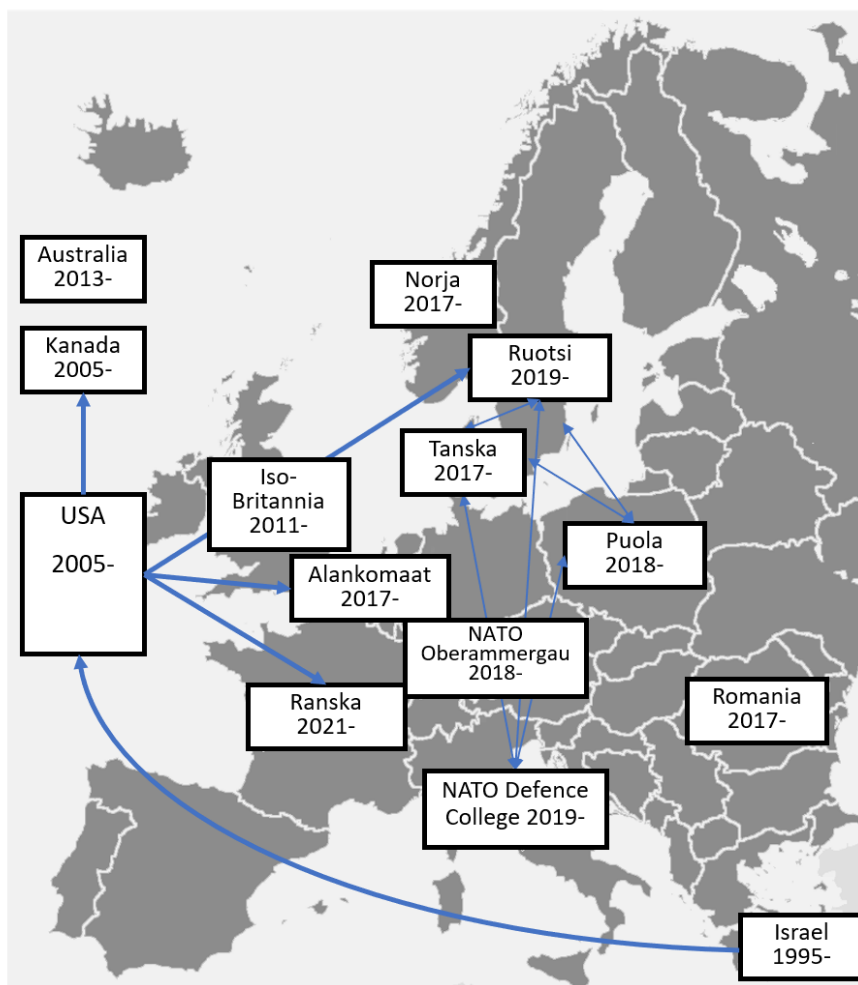 Australia
2013-
Norja
2017-
Kanada
2005-
Ruotsi
2019-
Tanska
2017-
Iso-
Britannia
2011-
USA
2005-
Puola
2018-
Alankomaat
2017-
NATO
Oberammergau
2018-
Ranska
2021-
Romania
2017-
NATO Defence
College 2019-
Israel
1995-